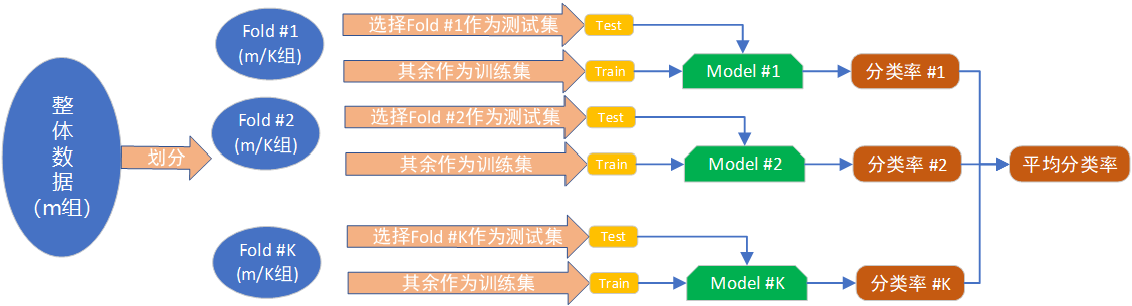 整
体
数
据
（m组）
划分
Fold #1
(m/K组)
选择Fold #1作为测试集
Test
其余作为训练集
Train
Model #1
分类率 #1
Fold #2
(m/K组)
选择Fold #2作为测试集
Test
其余作为训练集
Train
Model #2
分类率 #2
平均分类率
Fold #K
(m/K组)
选择Fold #K作为测试集
Test
其余作为训练集
Train
Model #K
分类率 #K